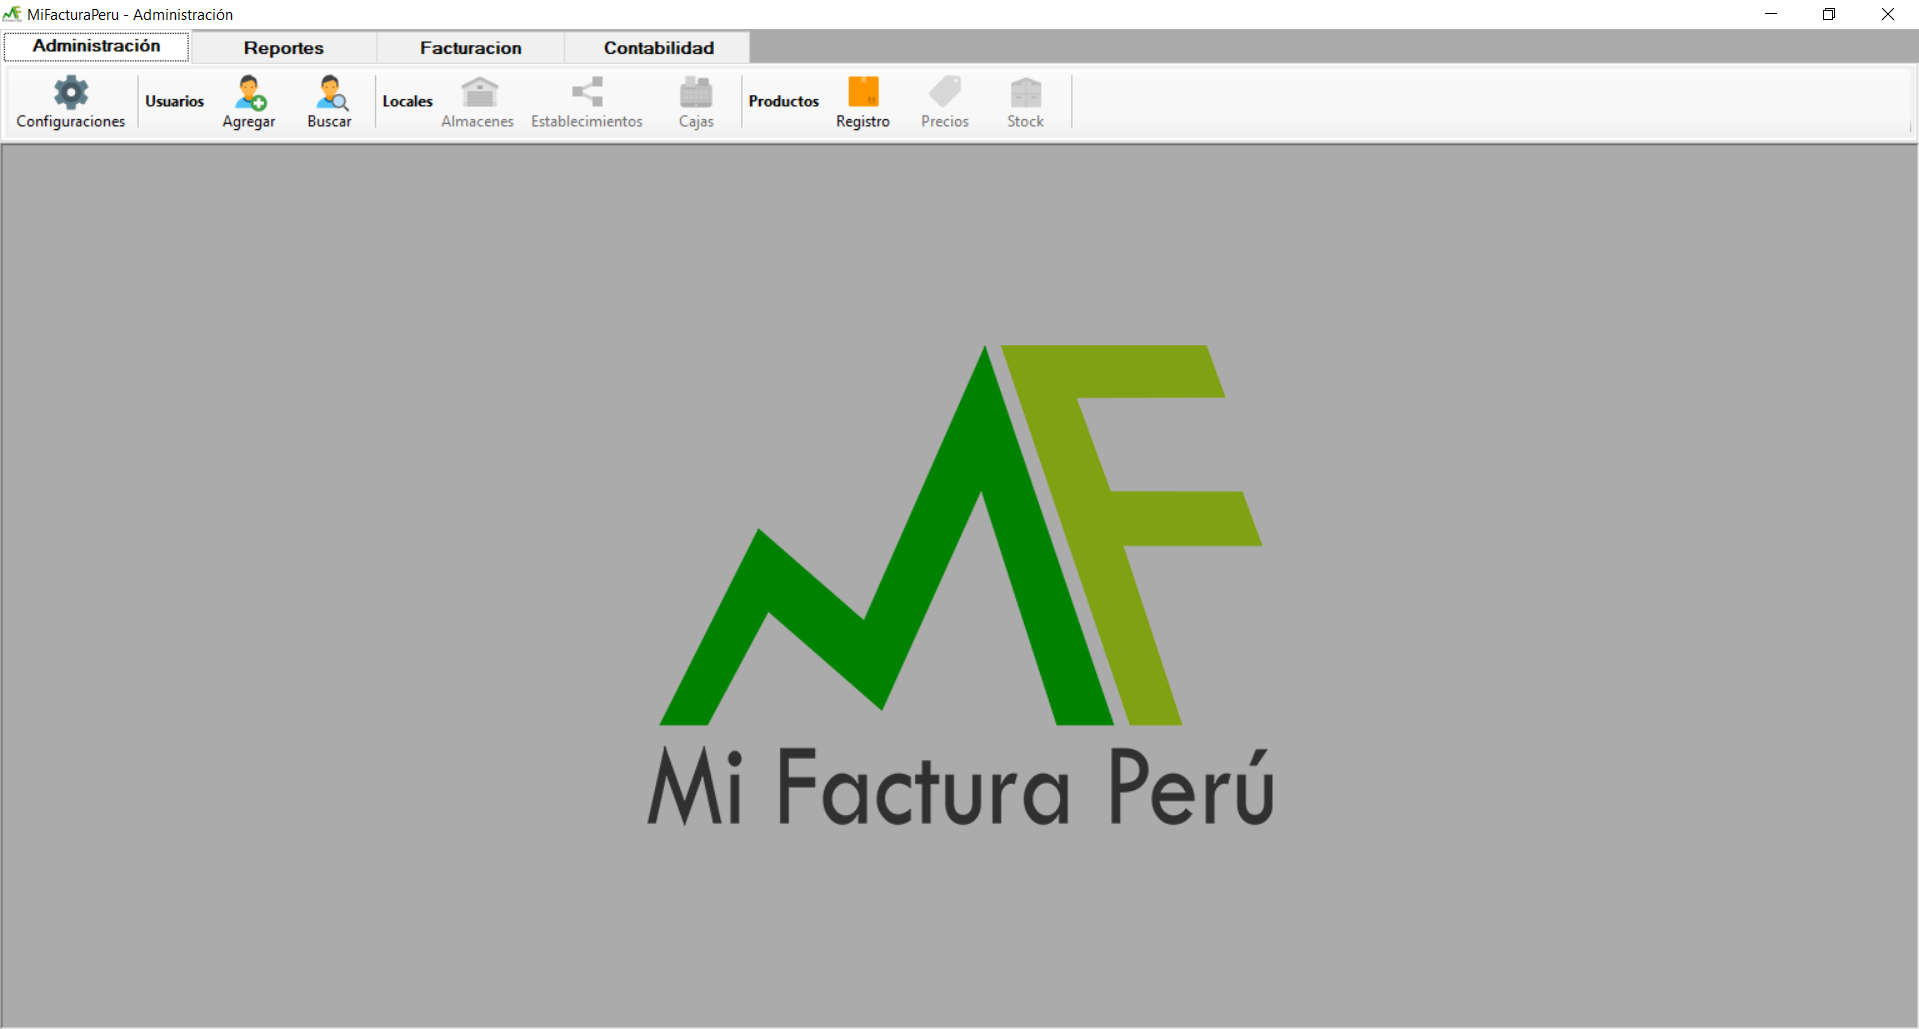 MiFacturaPeru - Administración
Administración Reportes Facturacion Contabilidad
Configuraciones Usuarios Agregar Buscar Locales Almacenes Establecimientos Cajas Productos Registro Precios Stock
Mi Factura Perú